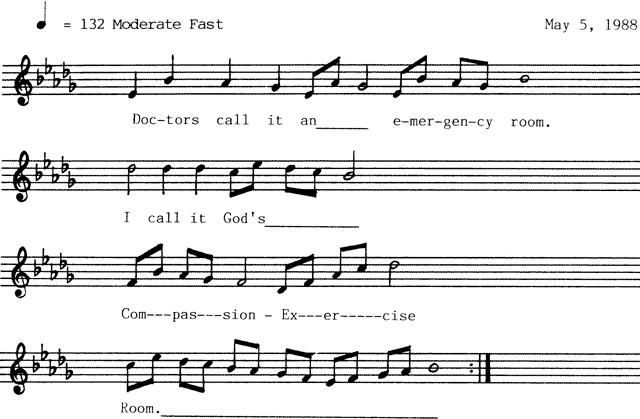 = 132 Moderate Fast May 5, 1988
Doc-tors call it an______ e-mer-gen-cy room.
I call it God's___________
Com---pas---sion - Ex---er-----cise
Room._________________________________